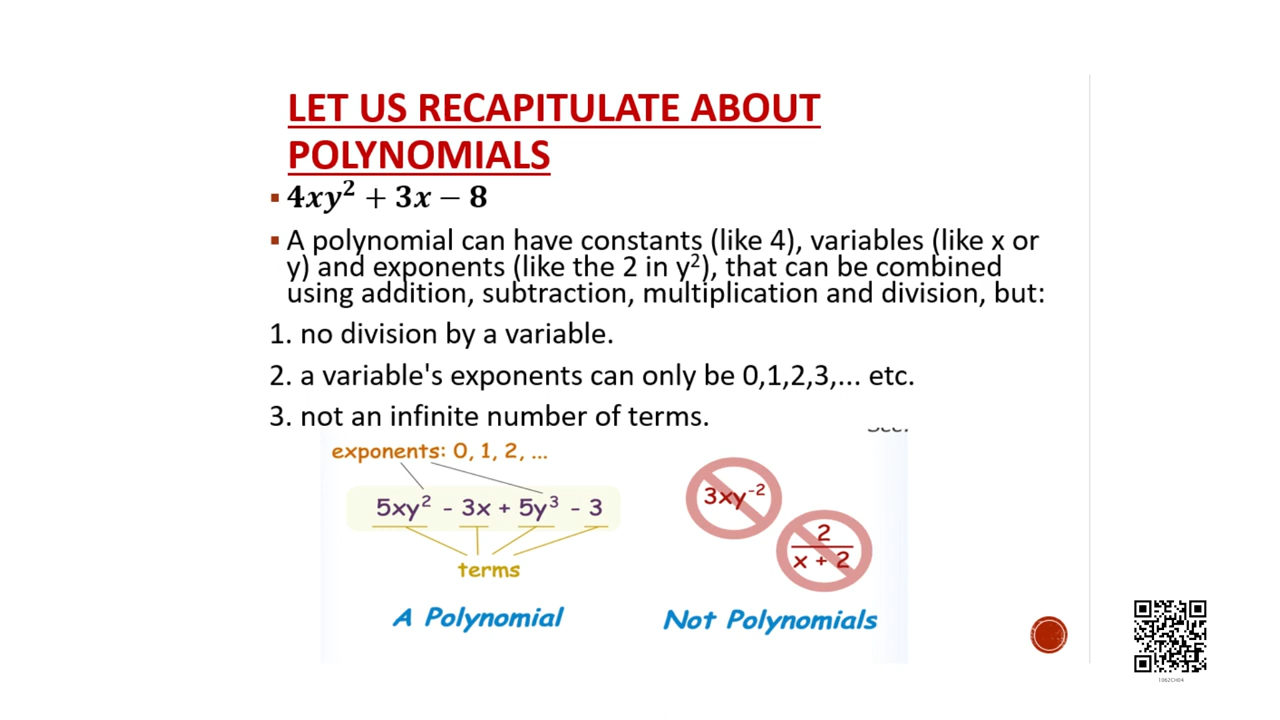 LET US RECAPITULATE ABOUT
POLYNOMIALS
▪ 4xy² + 3x − 8
▪ A polynomial can have constants (like 4), variables (like x or
y) and exponents (like the 2 in y²), that can be combined
using addition, subtraction, multiplication and division, but:
1. no division by a variable.
2. a variable's exponents can only be 0,1,2,3,... etc.
3. not an infinite number of terms.
exponents: 0, 1, 2, ...
5xy² - 3x + 5y³ - 3
terms
A Polynomial
3xy⁻²
2
x + 2
Not Polynomials
1062CH04